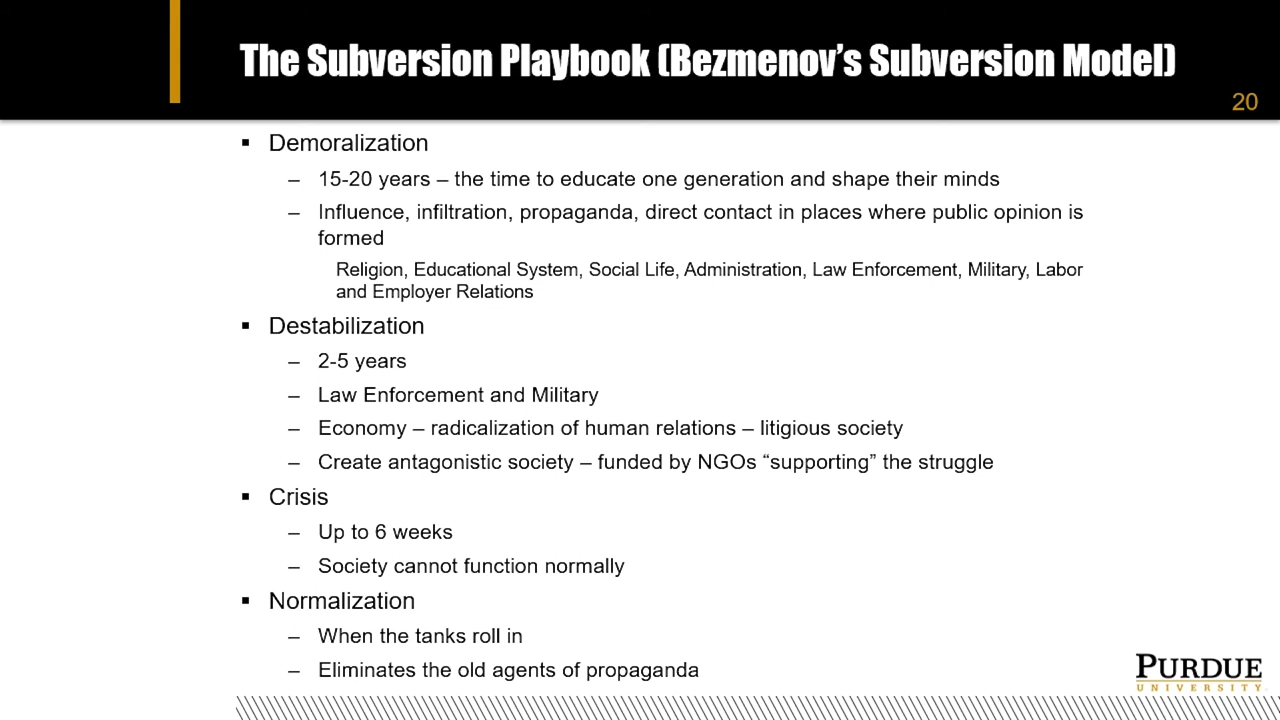 The Subversion Playbook (Bezmenov's Subversion Model)
20
▪ Demoralization
– 15-20 years – the time to educate one generation and shape their minds
– Influence, infiltration, propaganda, direct contact in places where public opinion is
formed
Religion, Educational System, Social Life, Administration, Law Enforcement, Military, Labor
and Employer Relations
▪ Destabilization
– 2-5 years
– Law Enforcement and Military
– Economy – radicalization of human relations – litigious society
– Create antagonistic society – funded by NGOs “supporting” the struggle
▪ Crisis
– Up to 6 weeks
– Society cannot function normally
▪ Normalization
– When the tanks roll in
– Eliminates the old agents of propaganda
PURDUE
UNIVERSITY